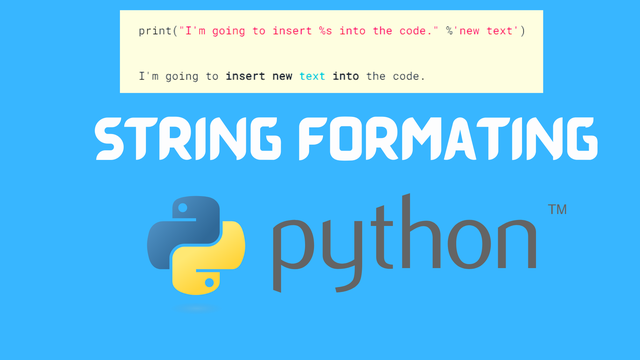 print("I'm going to insert %s into the code." %'new text')
I'm going to insert new text into the code.
STRING FORMATING
python TM